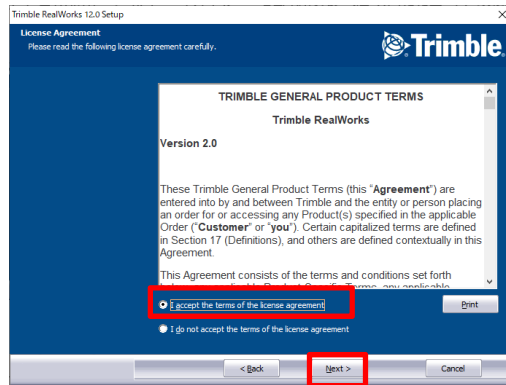 Trimble RealWorks 12.0 Setup
License Agreement
Please read the following license agreement carefully.
Trimble.
TRIMBLE GENERAL PRODUCT TERMS
Trimble RealWorks
Version 2.0
These Trimble General Product Terms (this “Agreement”) are
entered into by and between Trimble and the entity or person placing
an order for or accessing any Product(s) specified in the applicable
Order (“Customer” or “you”). Certain capitalized terms are defined
in Section 17 (Definitions), and others are defined contextually in this
Agreement.
This Agreement consists of the terms and conditions set forth
I accept the terms of the license agreement
Print
I do not accept the terms of the license agreement
< Back
Next >
Cancel